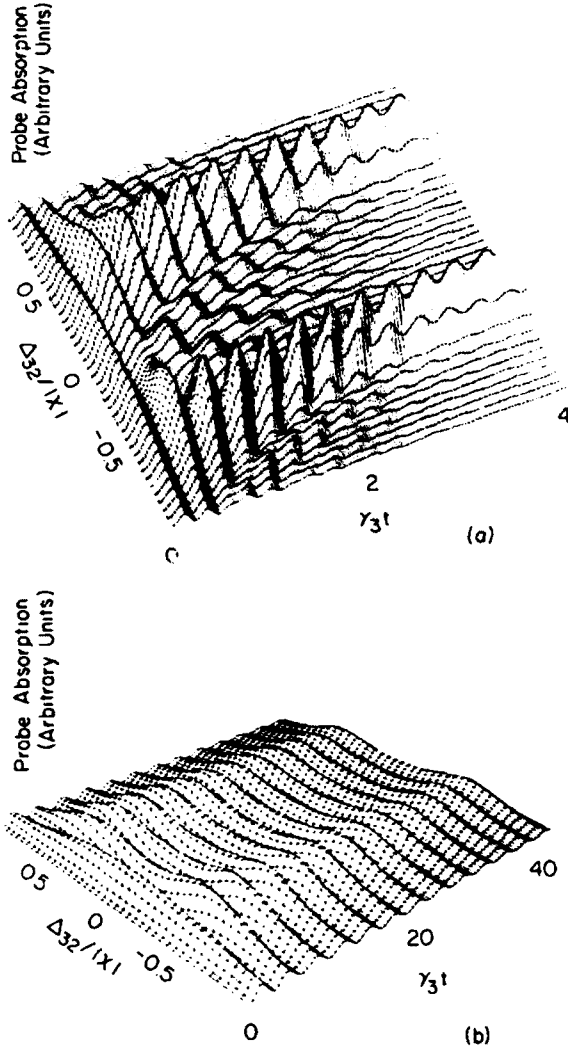 Probe Absorption
(Arbitrary Units)
0.5
0
-0.5
Δ32/|χ|
0
2
4
γ3t
(a)
Probe Absorption
(Arbitrary Units)
0.5
0
-0.5
Δ32/|χ|
0
20
40
γ3t
(b)